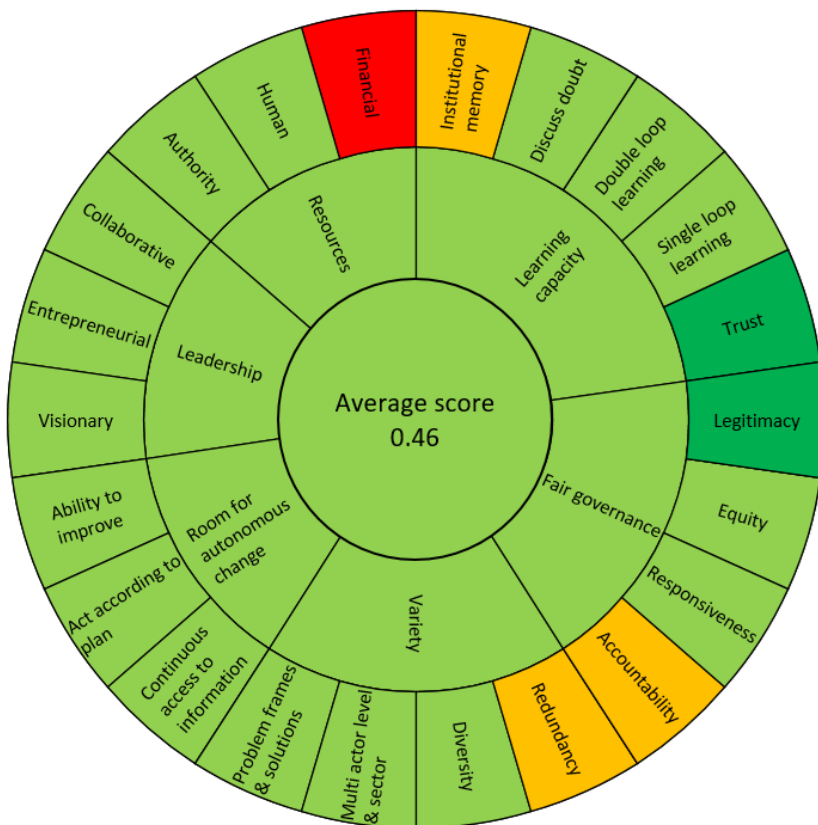 Average score
0.46
Learning
capacity
Fair governance
Variety
Room for
autonomous
change
Leadership
Resources
Institutional
memory
Discuss doubt
Double loop
learning
Single loop
learning
Trust
Legitimacy
Equity
Responsiveness
Accountability
Redundancy
Diversity
Multi actor level
& sector
Problem frames
& solutions
Continuous
access to
information
Act according to
plan
Ability to
improve
Visionary
Entrepreneurial
Collaborative
Authority
Human
Financial